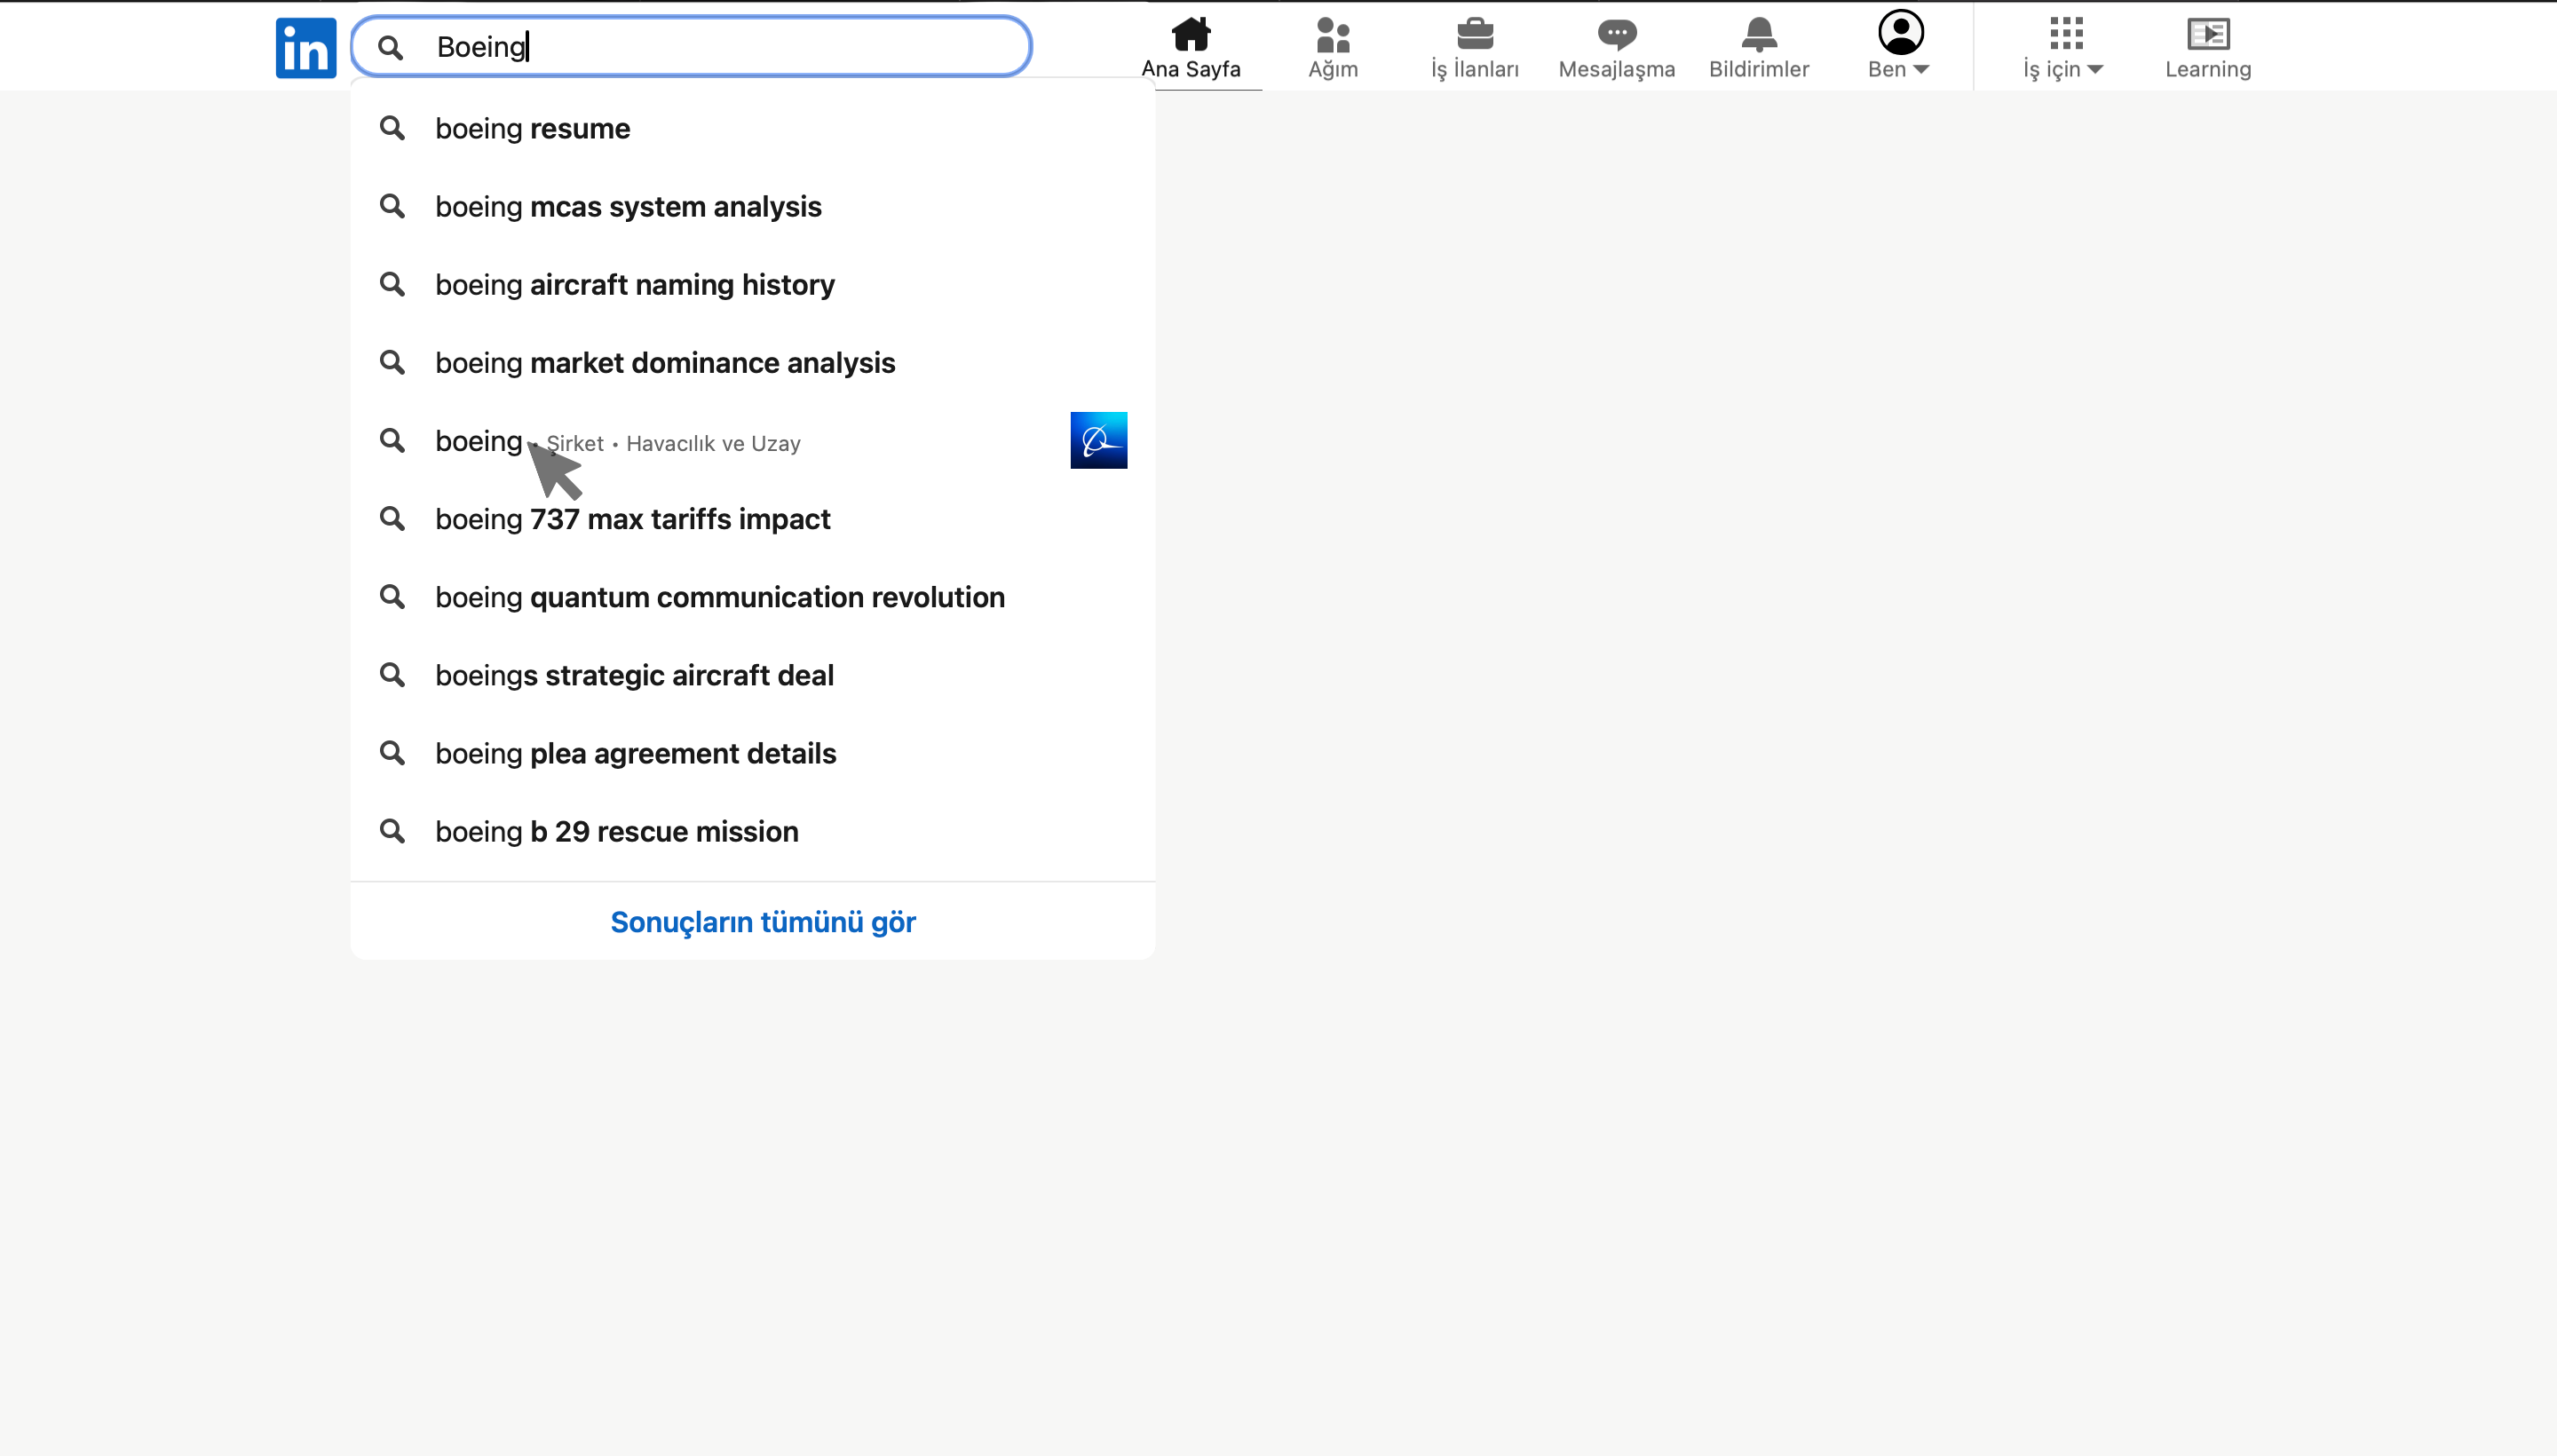 in
Boeing
Ana Sayfa
Ağım
İş İlanları
Mesajlaşma
Bildirimler
Ben
İş için
Learning
boeing resume
boeing mcas system analysis
boeing aircraft naming history
boeing market dominance analysis
boeing • Şirket • Havacılık ve Uzay
boeing 737 max tariffs impact
boeing quantum communication revolution
boeings strategic aircraft deal
boeing plea agreement details
boeing b 29 rescue mission
Sonuçların tümünü gör